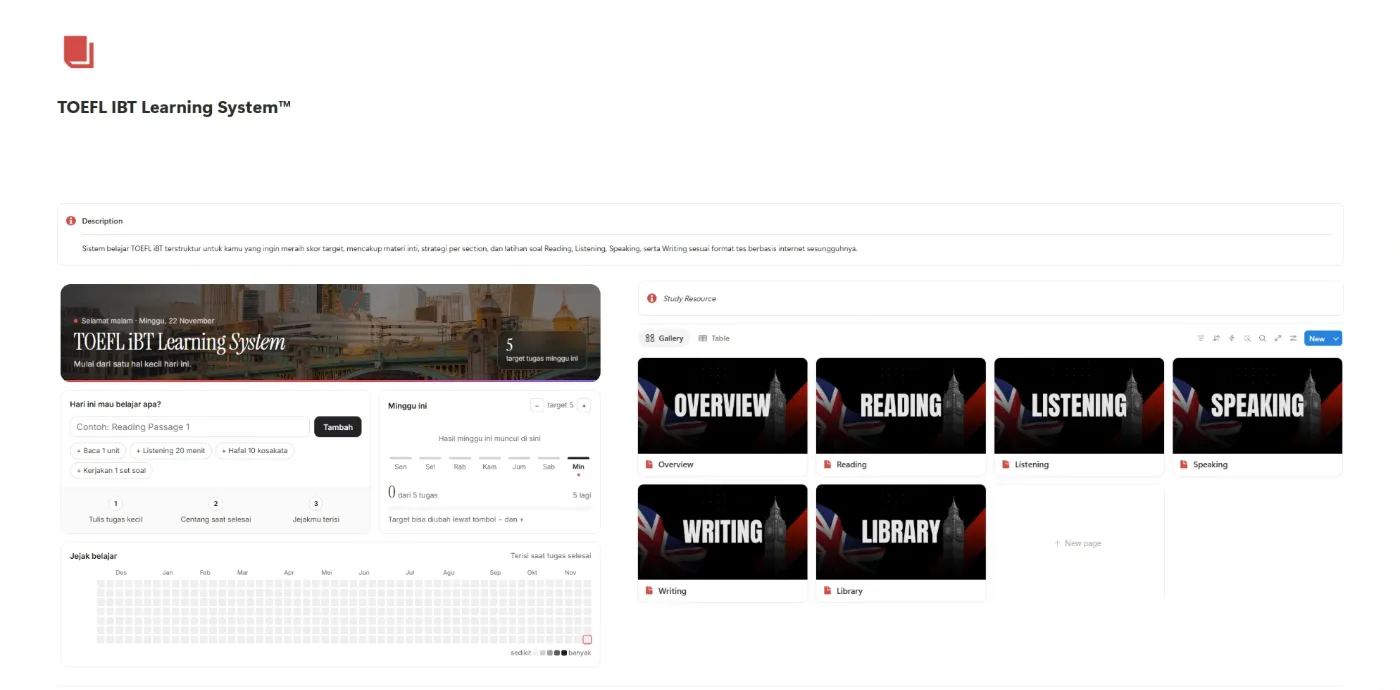 TOEFL IBT Learning System™
Description
Sistem belajar TOEFL iBT terstruktur untuk kamu yang ingin meraih skor target, mencakup materi inti, strategi per section, dan latihan soal Reading, Listening, Speaking, serta Writing sesuai format tes berbasis internet sesungguhnya.
Selamat malam · Minggu, 22 November
TOEFL iBT Learning System
Mulai dari satu hal kecil hari ini.
5
target tugas minggu ini
Hari ini mau belajar apa?
Contoh: Reading Passage 1
Tambah
+ Baca 1 unit
+ Listening 20 menit
+ Hafal 10 kosakata
+ Kerjakan 1 set soal
1
2
3
Tulis tugas kecil
Centang saat selesai
Jejakmu terisi
Minggu ini
− target 5 +
Hasil minggu ini muncul di sini
Sen Sel Rab Kam Jum Sab Min
0 dari 5 tugas
5 lagi
Target bisa diubah lewat tombol − dan +
Jejak belajar
Terisi saat tugas selesai
Des Jan Feb Mar Apr Mei Jun Jul Agu Sep Okt Nov
sedikit
banyak
Study Resource
Gallery
Table
New
OVERVIEW
READING
LISTENING
SPEAKING
Overview
Reading
Listening
Speaking
WRITING
LIBRARY
+ New page
Writing
Library